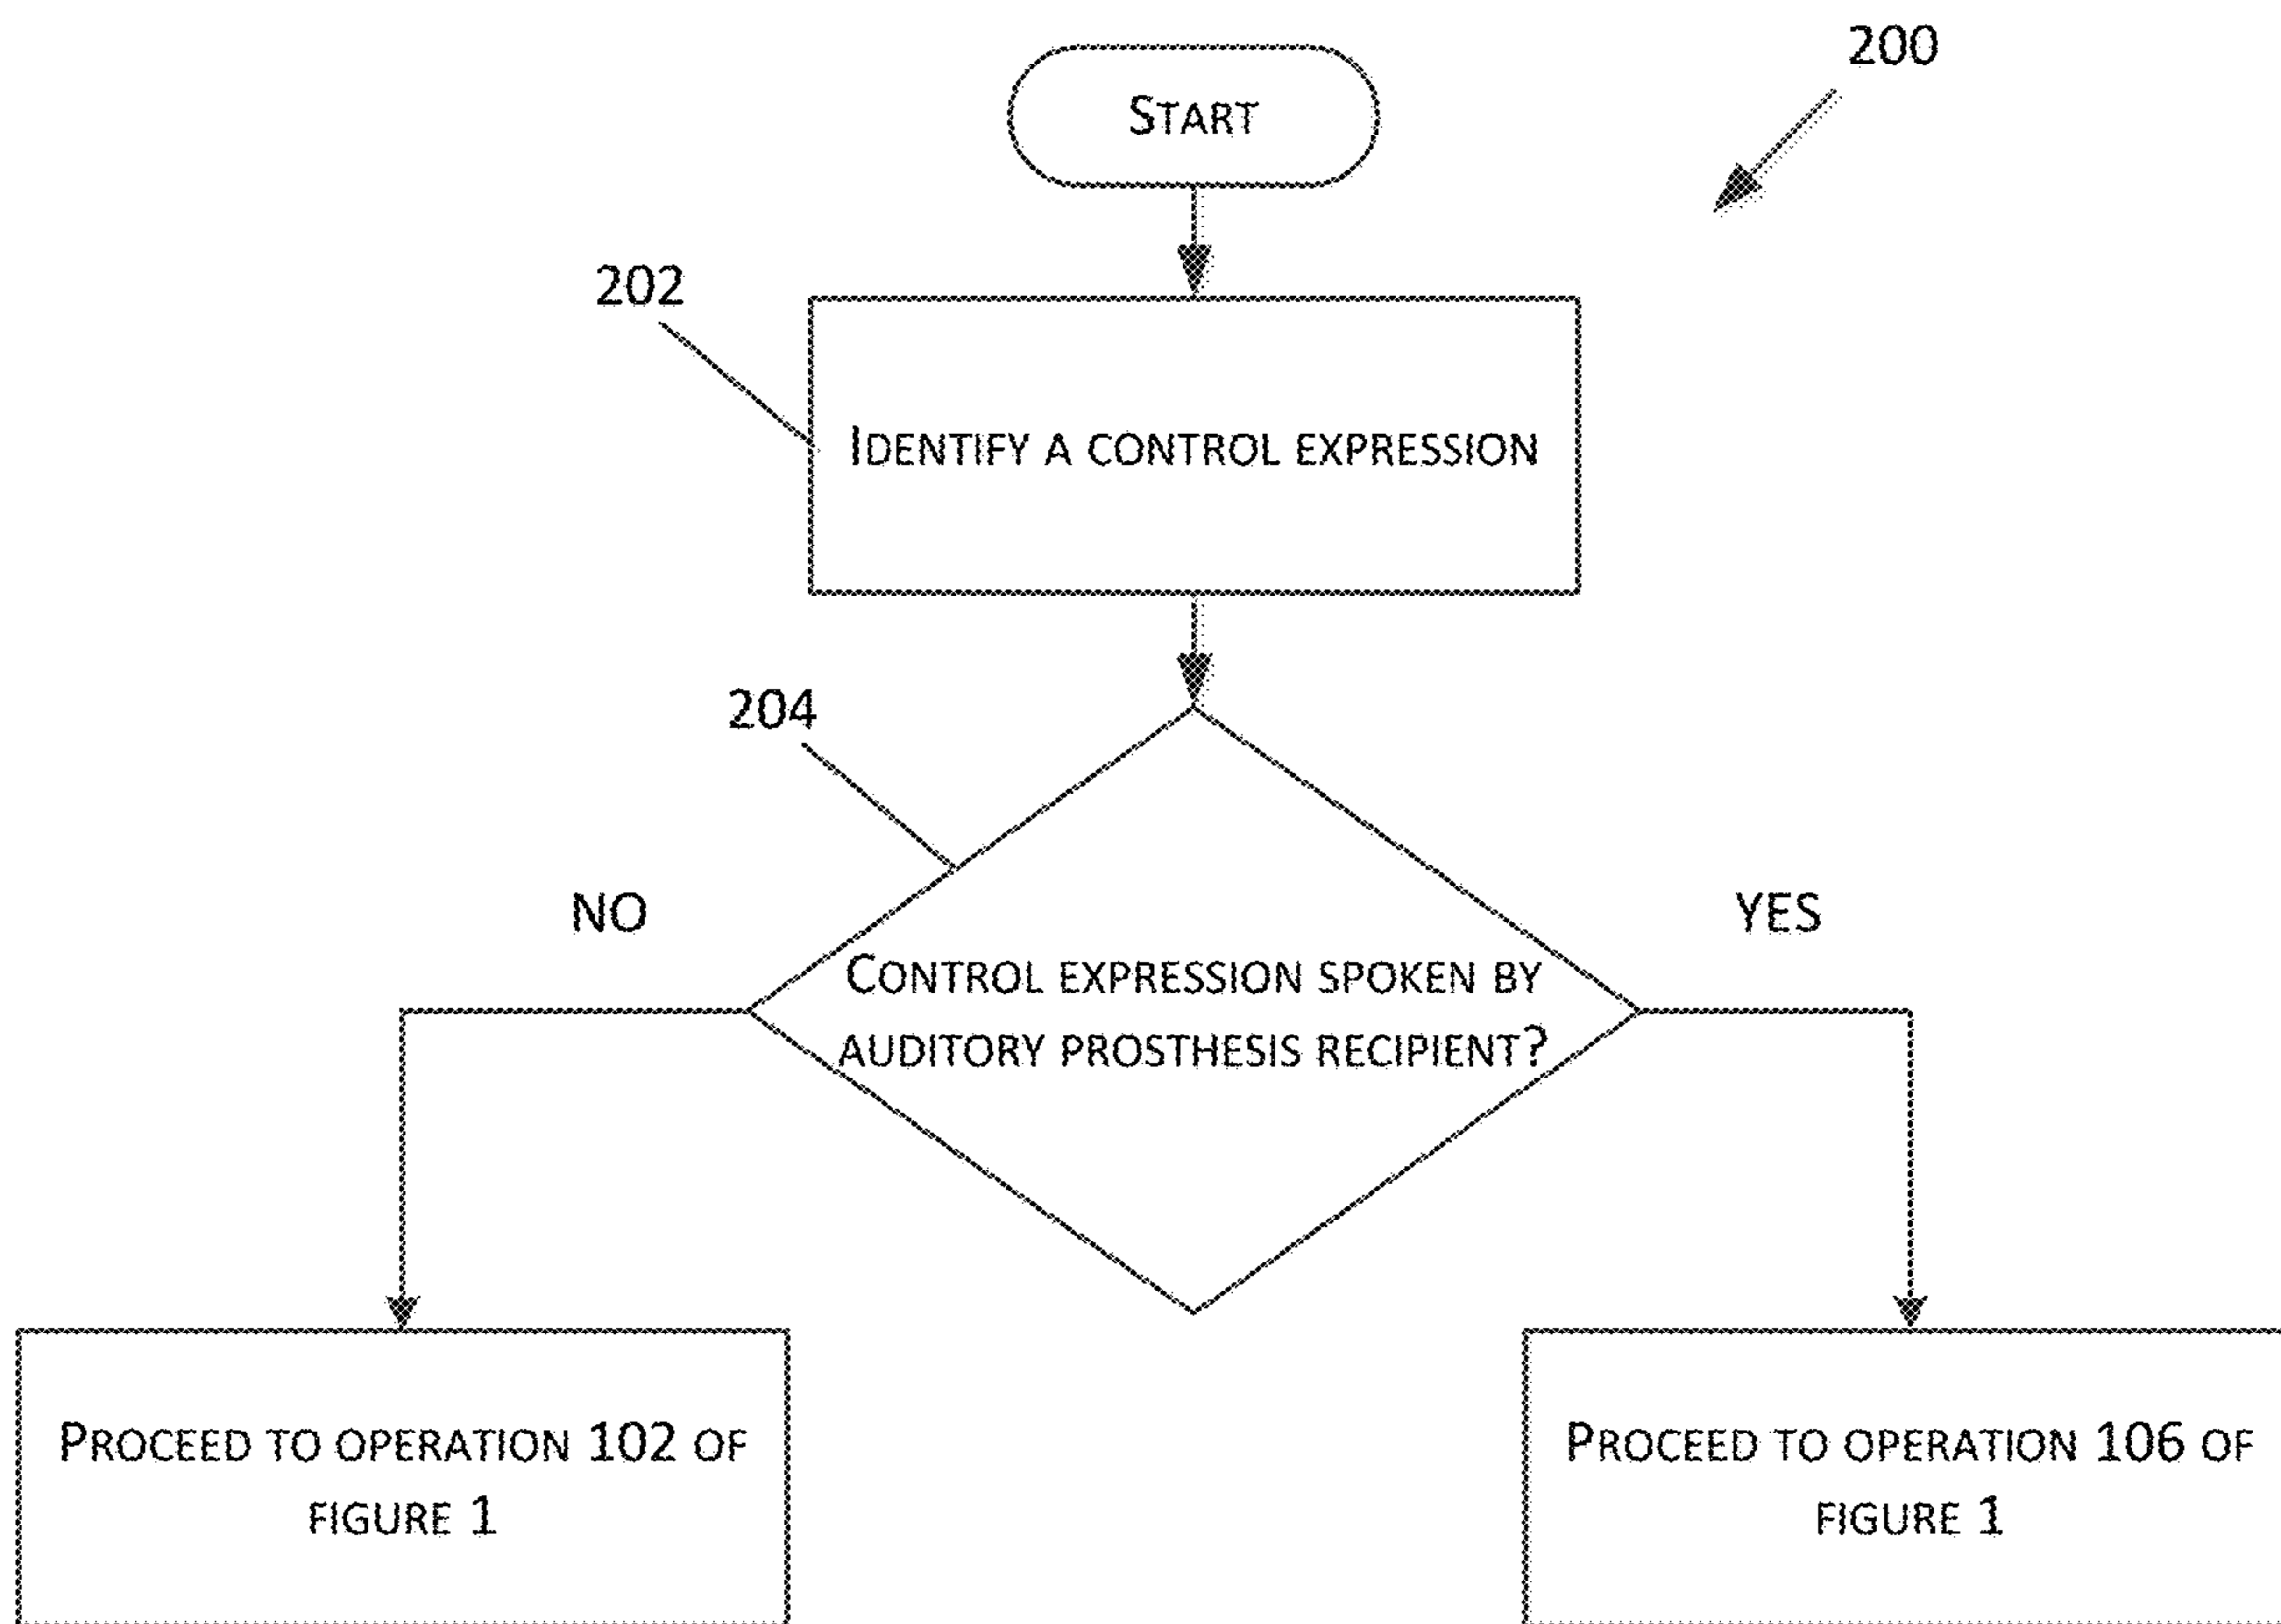 START
200
202
IDENTIFY A CONTROL EXPRESSION
204
NO
YES
CONTROL EXPRESSION SPOKEN BY
AUDITORY PROSTHESIS RECIPIENT?
PROCEED TO OPERATION 102 OF
FIGURE 1
PROCEED TO OPERATION 106 OF
FIGURE 1